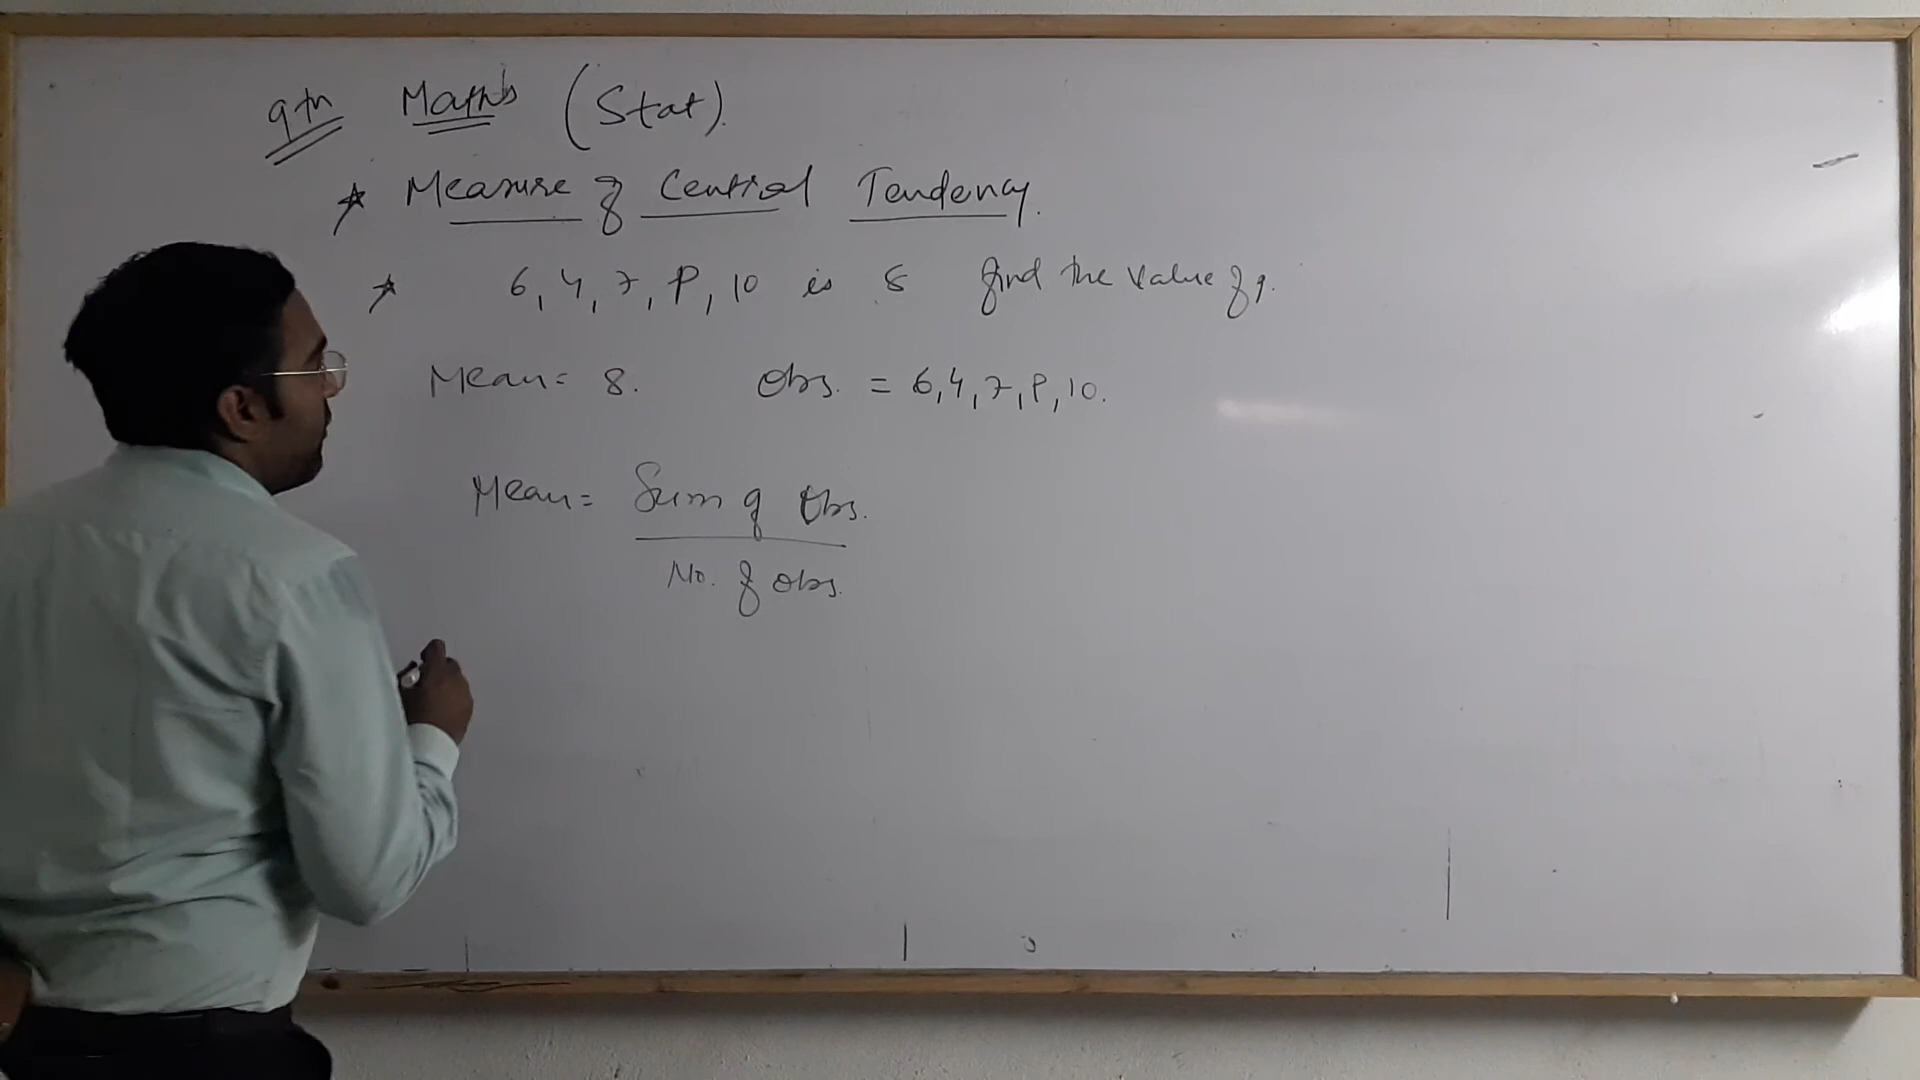 9th Maths (Stat).
* Measure of Central Tendency.
* 6, 4, 7, P, 10 is 8 find the value of p.
Mean = 8. Obs. = 6, 4, 7, P, 10.
Mean = Sum of Obs.
No. of obs.